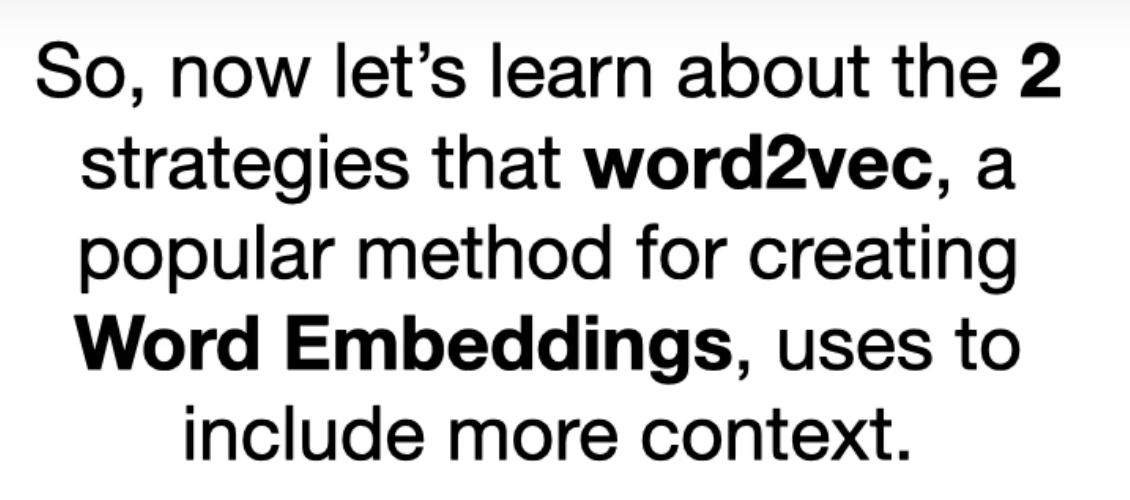 So, now let’s learn about the 2
strategies that word2vec, a
popular method for creating
Word Embeddings, uses to
include more context.